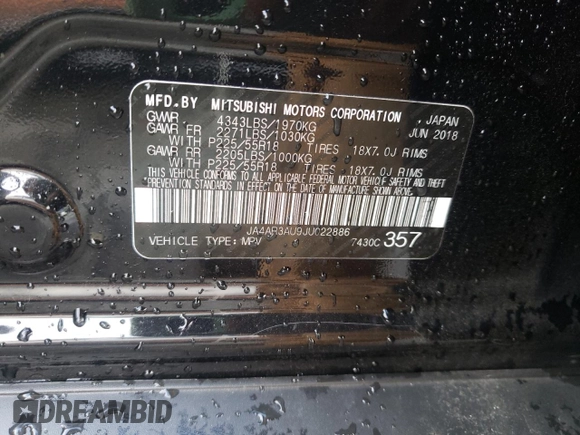 MFD.BY MITSUBISHI MOTORS CORPORATION, JAPAN
GVWR 4343LBS/1970KG JUN 2018
GAWR FR 2271LBS/1030KG
WITH P225/55R18 TIRES 18X7.0J RIMS
GAWR RR 2205LBS/1000KG
WITH P225/55R18 TIRES 18X7.0J RIMS
THIS VEHICLE CONFORMS TO ALL APPLICABLE FEDERAL MOTOR VEHICLE SAFETY AND THEFT
PREVENTION STANDARDS IN EFFECT ON THE DATE OF MANUFACTURE SHOWN ABOVE.
JA4AR3AU9JU022886
VEHICLE TYPE: MPV 7430C 357
DREAMBID